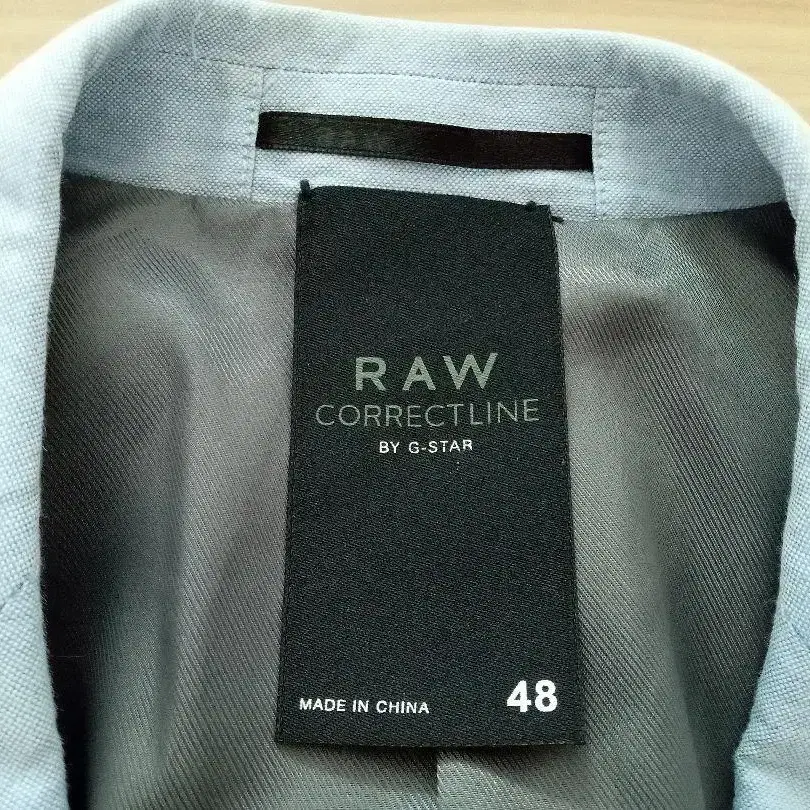 RAW
CORRECTLINE
BY G-STAR
MADE IN CHINA
48